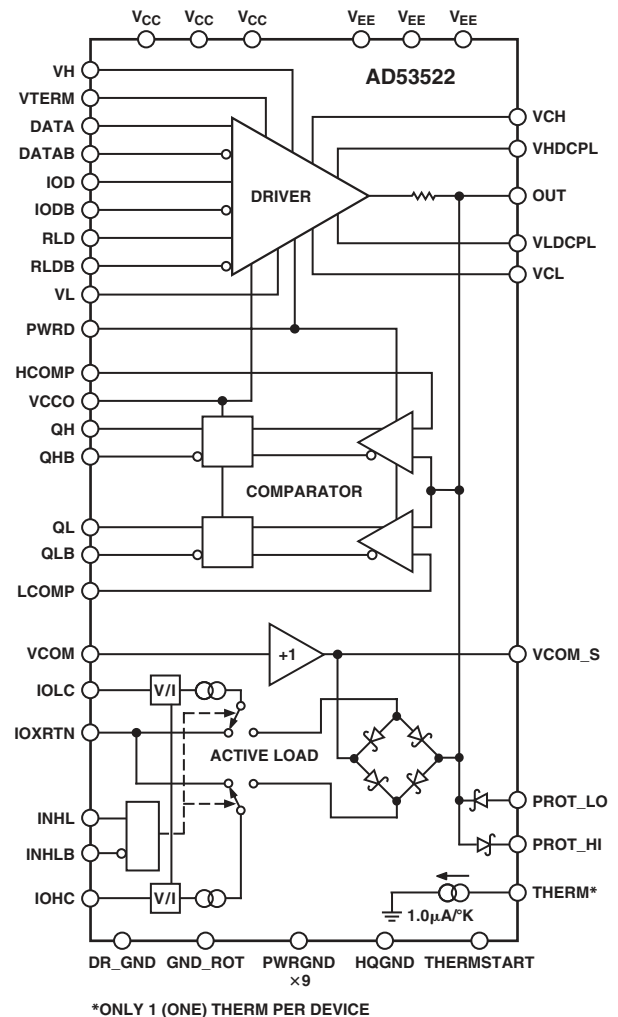 VCC VCC VCC VEE VEE VEE
AD53522
VH
VTERM
DATA
DATAB
IOD
IODB
RLD
RLDB
VL
PWRD
HCOMP
VCCO
QH
QHB
QL
QLB
LCOMP
VCOM
IOLC
IOXRTN
INHL
INHLB
IOHC
DRIVER
COMPARATOR
+1
V/I
ACTIVE LOAD
V/I
1.0μA/°K
VCH
VHDCPL
OUT
VLDCPL
VCL
VCOM_S
PROT_LO
PROT_HI
THERM*
DR_GND GND_ROT PWRGND HQGND THERMSTART
×9
*ONLY 1 (ONE) THERM PER DEVICE